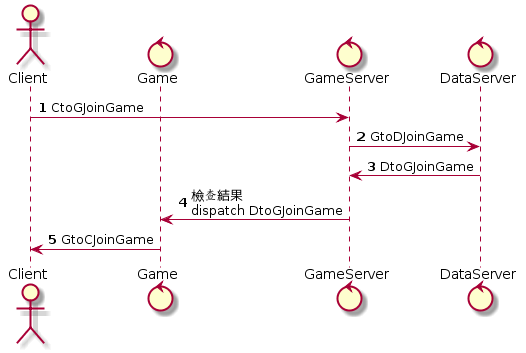 Client
Game
GameServer
DataServer
1 CtoGJoinGame
2 GtoDJoinGame
3 DtoGJoinGame
4 檢查結果
dispatch DtoGJoinGame
5 GtoCJoinGame
Client
Game
GameServer
DataServer